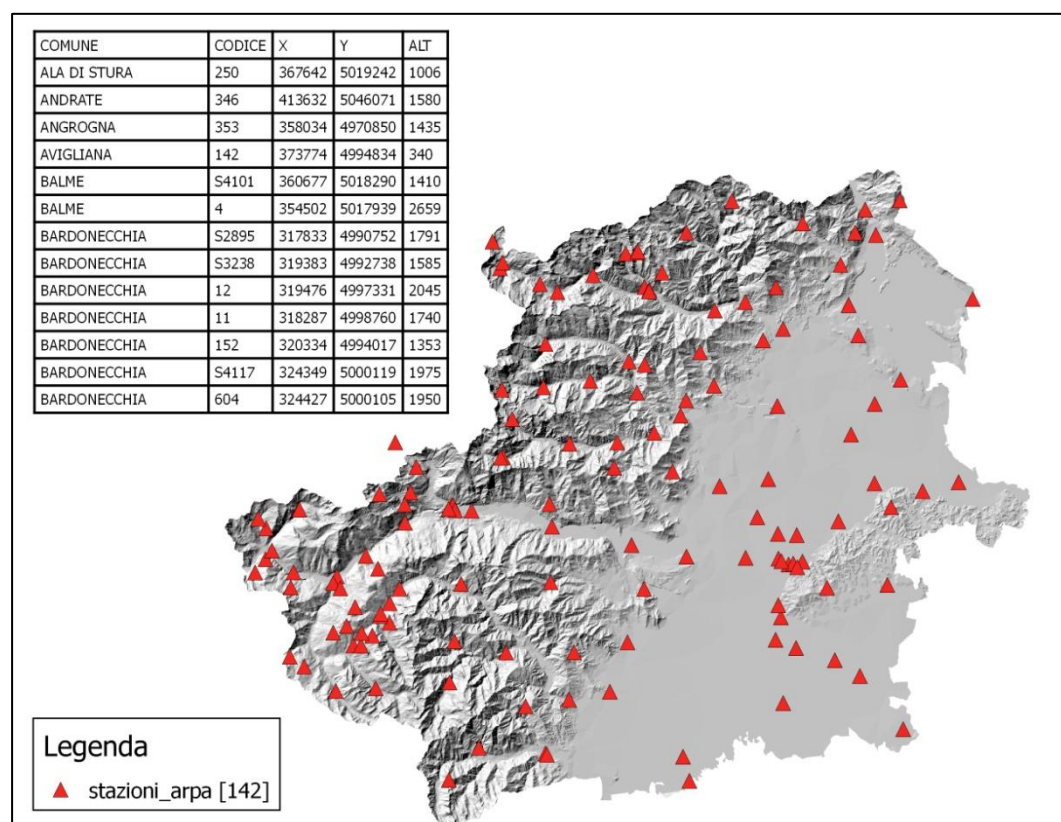 COMUNE CODICE X Y ALT
ALA DI STURA 250 367642 5019242 1006
ANDRATE 346 413632 5046071 1580
ANGROGNA 353 358034 4970850 1435
AVIGLIANA 142 373774 4994834 340
BALME S4101 360677 5018290 1410
BALME 4 354502 5017939 2659
BARDONECCHIA S2895 317833 4990752 1791
BARDONECCHIA S3238 319383 4992738 1585
BARDONECCHIA 12 319476 4997331 2045
BARDONECCHIA 11 318287 4998760 1740
BARDONECCHIA 152 320334 4994017 1353
BARDONECCHIA S4117 324349 5000119 1975
BARDONECCHIA 604 324427 5000105 1950
Legenda
stazioni_arpa [142]